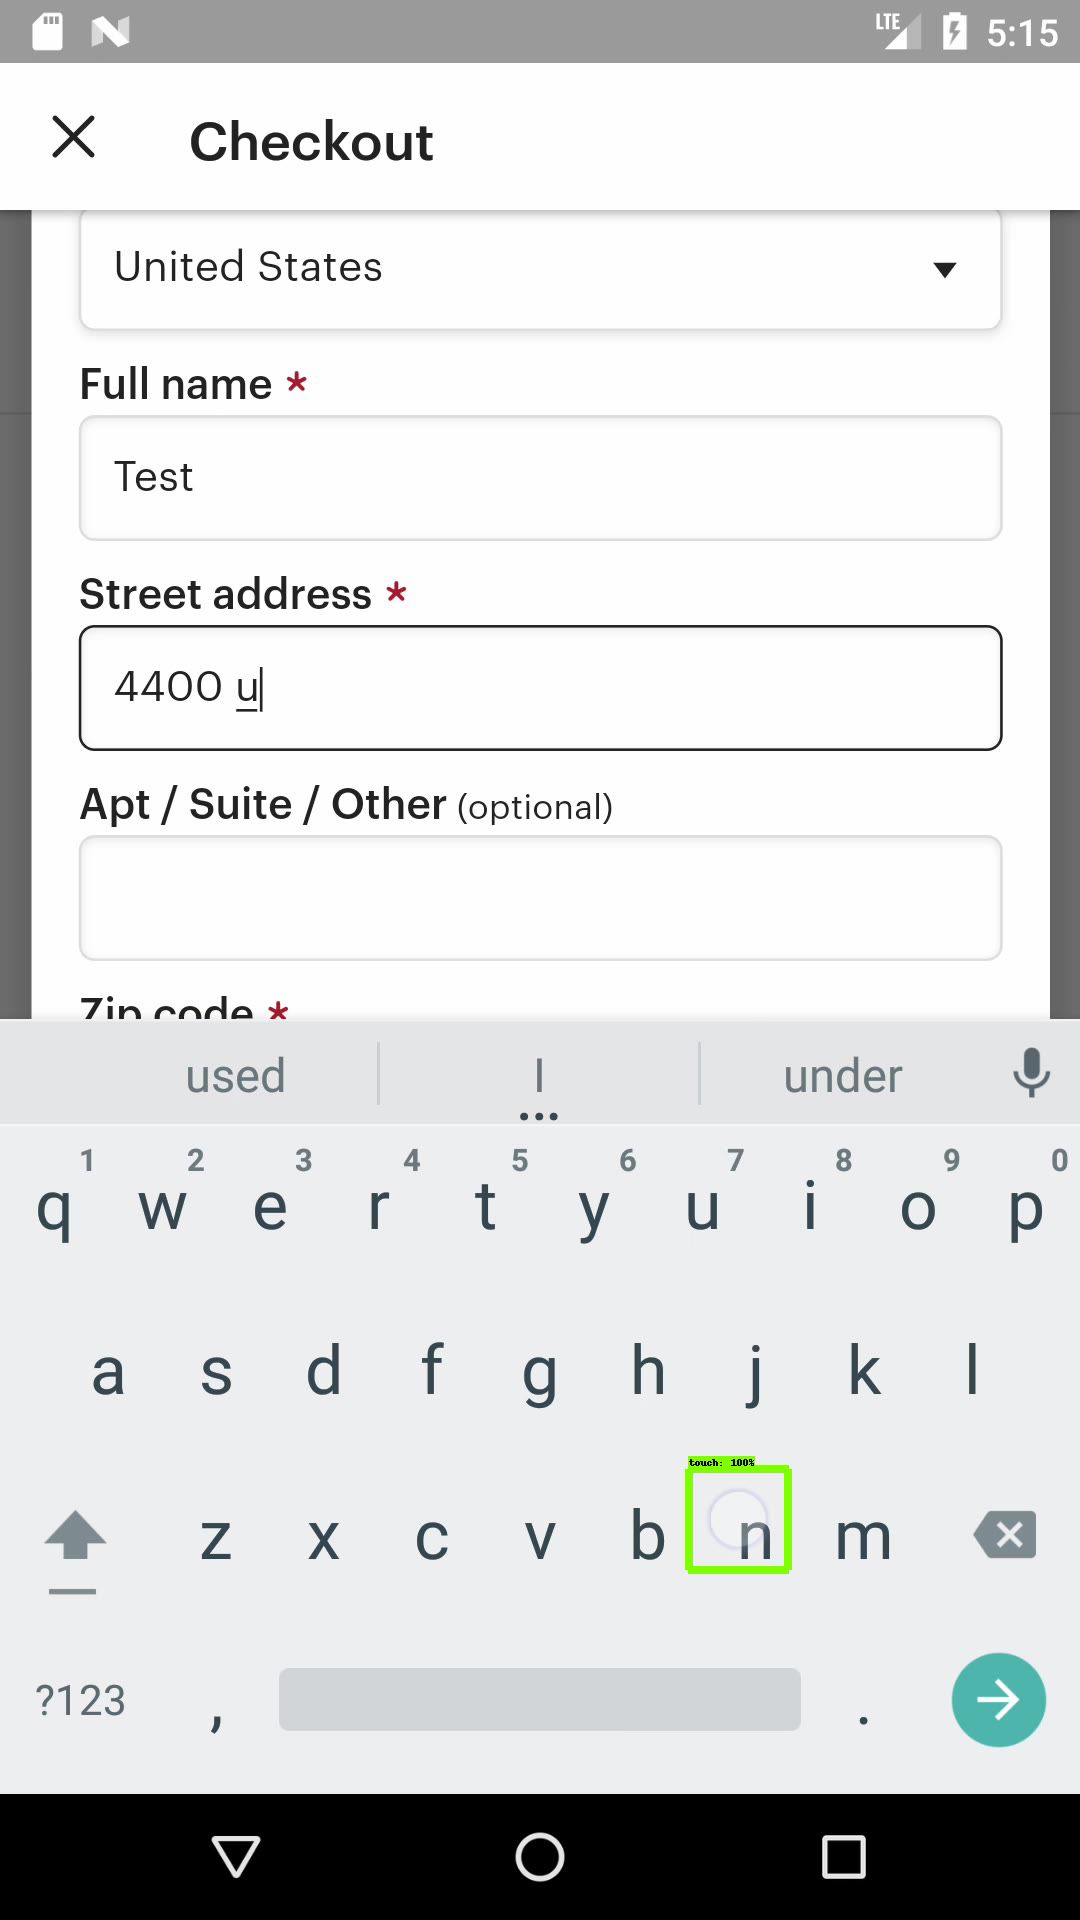 LTE 5:15
Checkout
United States
Full name *
Test
Street address *
4400 u
Apt / Suite / Other (optional)
Zip code *
used I under
1 2 3 4 5 6 7 8 9 0
q w e r t y u i o p
a s d f g h j k l
touch: 100%
z x c v b n m
?123 , .